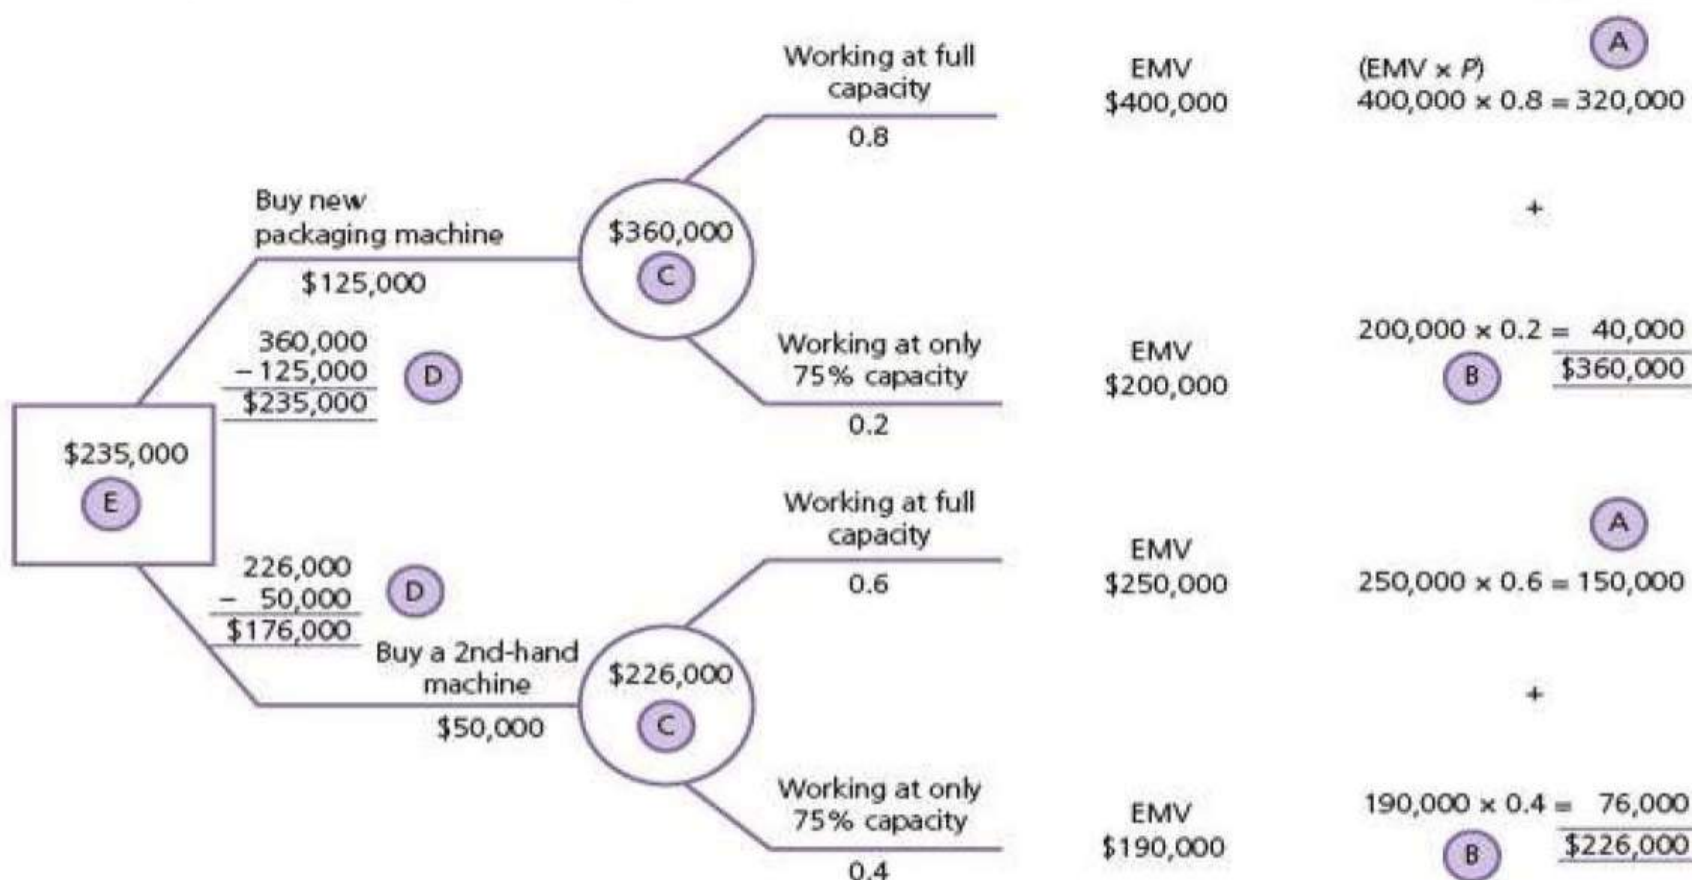 Working at full
capacity
0.8
EMV
$400,000
(EMV × P)
A
400,000 × 0.8 = 320,000
Buy new
packaging machine
$125,000
$360,000
C
+
360,000
– 125,000
$235,000
D
Working at only
75% capacity
0.2
EMV
$200,000
200,000 × 0.2 = 40,000
B
$360,000
$235,000
E
Working at full
capacity
0.6
EMV
$250,000
A
250,000 × 0.6 = 150,000
226,000
– 50,000
$176,000
D
Buy a 2nd-hand
machine
$50,000
$226,000
C
+
Working at only
75% capacity
0.4
EMV
$190,000
190,000 × 0.4 = 76,000
B
$226,000